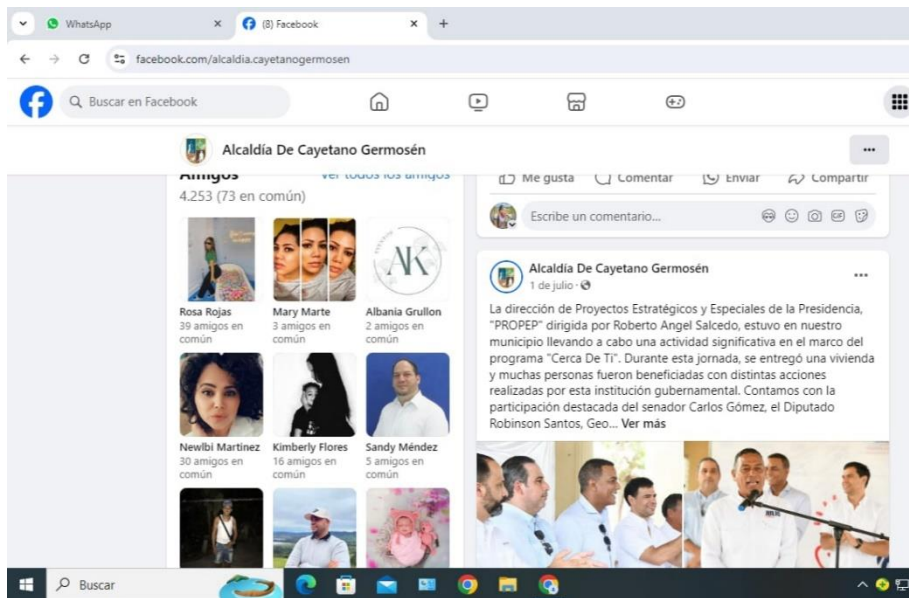 WhatsApp
(8) Facebook
facebook.com/alcaldia.cayetanogermosen
Buscar en Facebook
Alcaldía De Cayetano Germosén
Amigos
Ver todos los amigos
4.253 (73 en común)
Rosa Rojas
39 amigos en
común
Mary Marte
3 amigos en
común
AK
Albania Grullon
2 amigos en
común
Newlbi Martinez
30 amigos en
común
Kimberly Flores
16 amigos en
común
Sandy Méndez
5 amigos en
común
Me gusta
Comentar
Enviar
Compartir
Escribe un comentario...
GIF
Alcaldía De Cayetano Germosén
1 de julio
La dirección de Proyectos Estratégicos y Especiales de la Presidencia,
"PROPEP" dirigida por Roberto Angel Salcedo, estuvo en nuestro
municipio llevando a cabo una actividad significativa en el marco del
programa "Cerca De Ti". Durante esta jornada, se entregó una vivienda
y muchas personas fueron beneficiadas con distintas acciones
realizadas por esta institución gubernamental. Contamos con la
participación destacada del senador Carlos Gómez, el Diputado
Robinson Santos, Geo... Ver más
Buscar